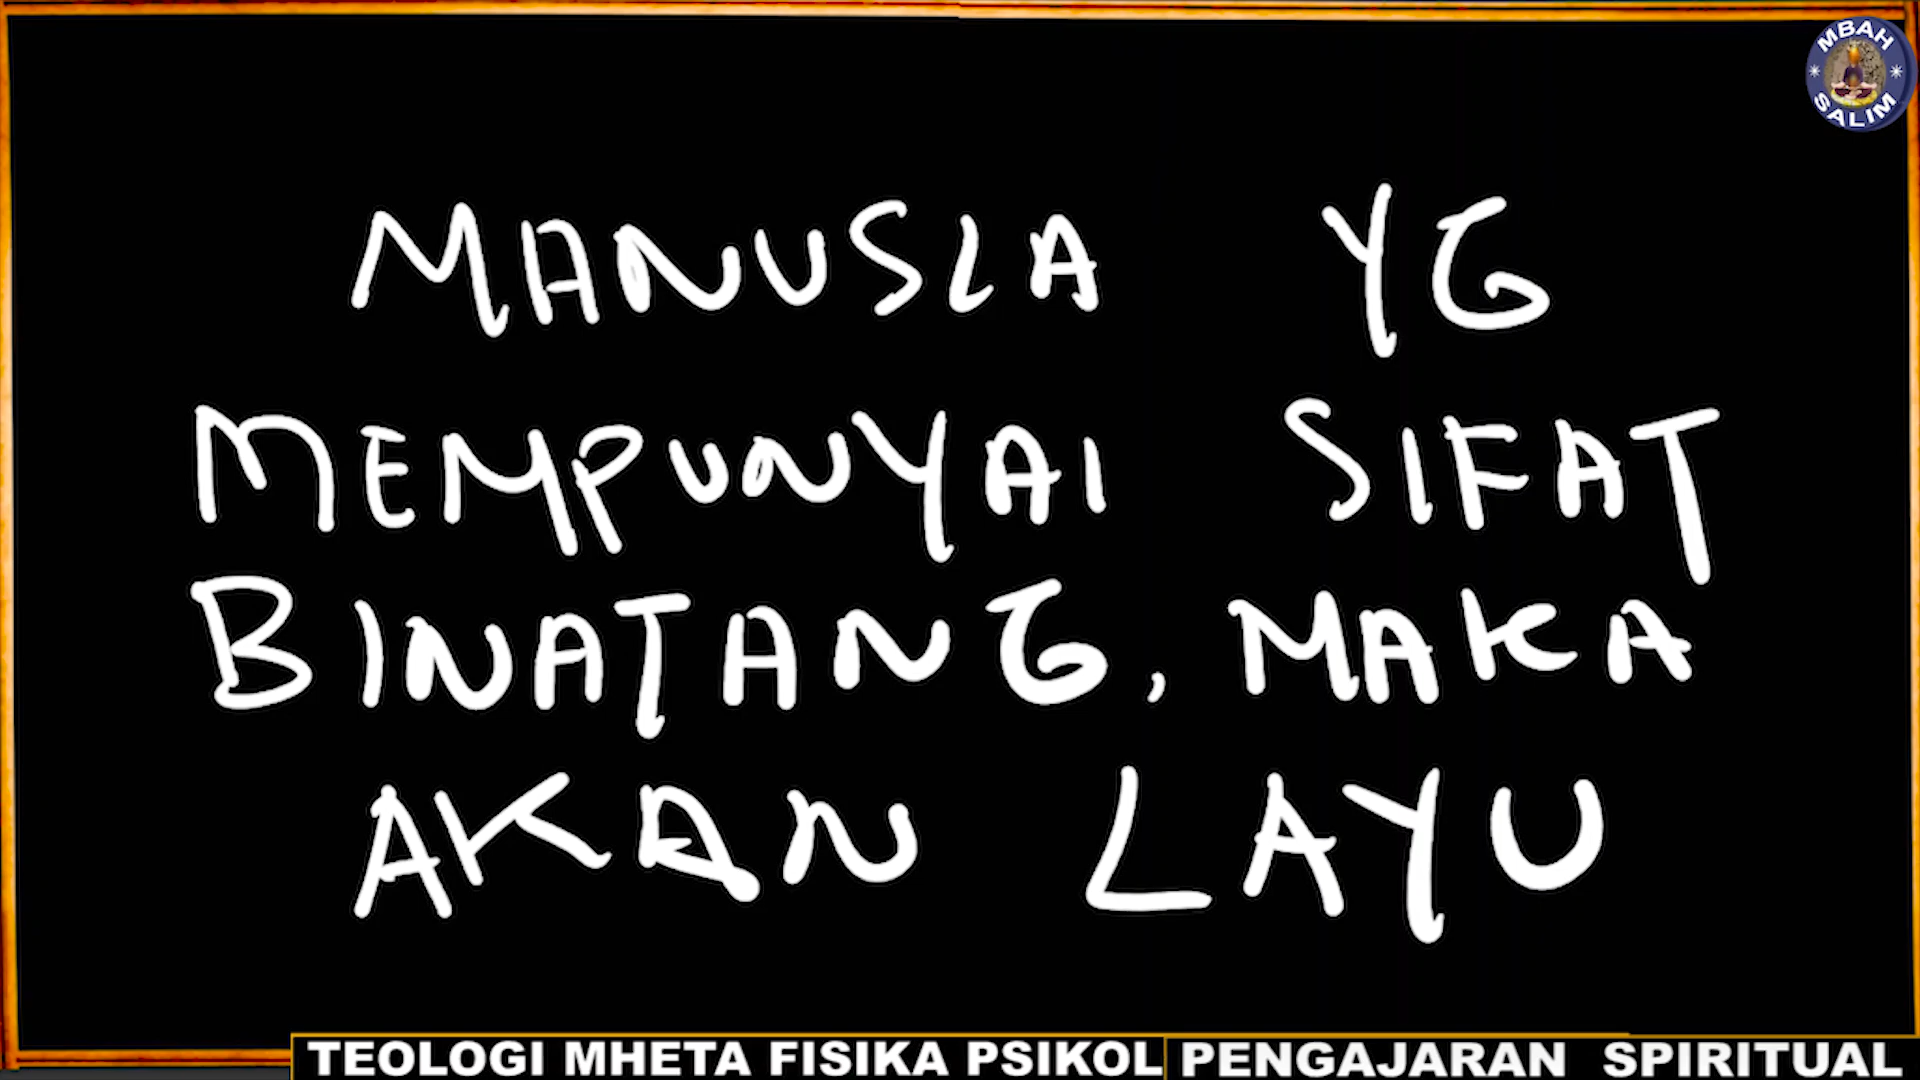 MBAH
SALIM
MANUSIA YG
MEMPUNYAI SIFAT
BINATANG, MAKA
AKAN LAYU
TEOLOGI MHETA FISIKA PSIKOL PENGAJARAN SPIRITUAL